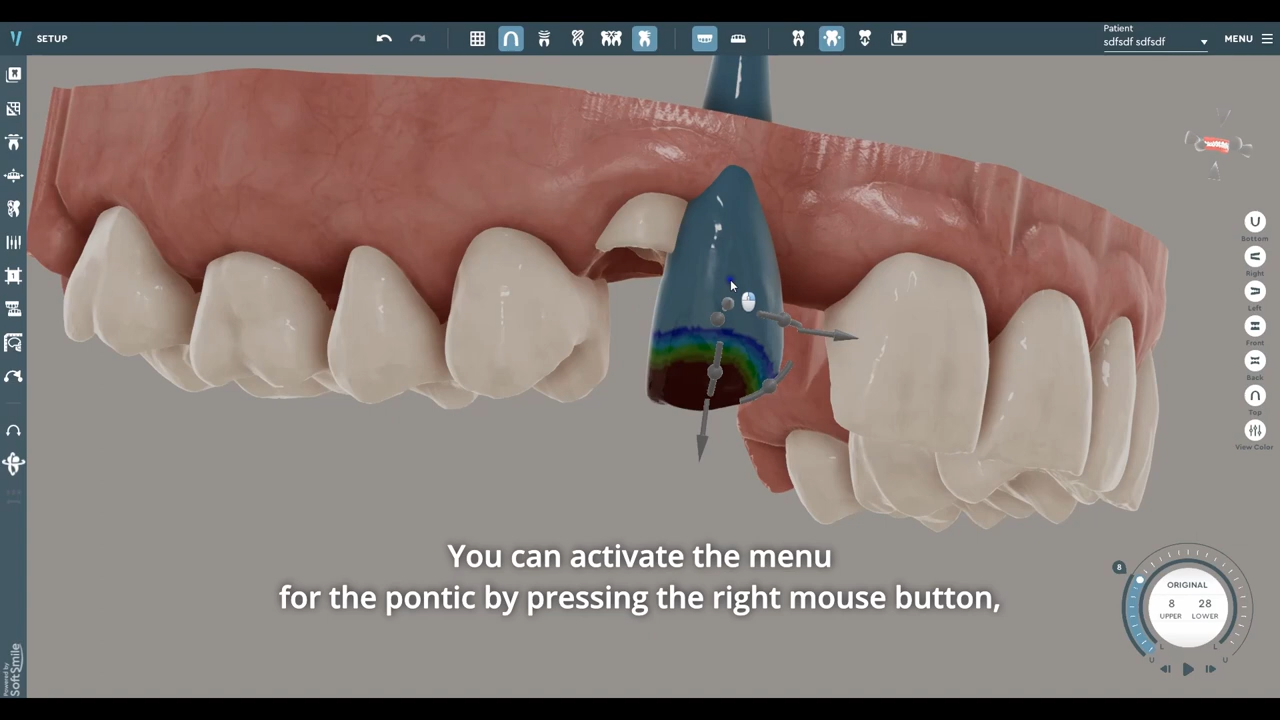 SETUP
Patient
sdfsdf sdfsdf
MENU
Bottom
Right
Left
Front
Back
Top
View Color
You can activate the menu
for the pontic by pressing the right mouse button,
8
ORIGINAL
8 28
UPPER LOWER
L L
U U
Powered by
SoftSmile